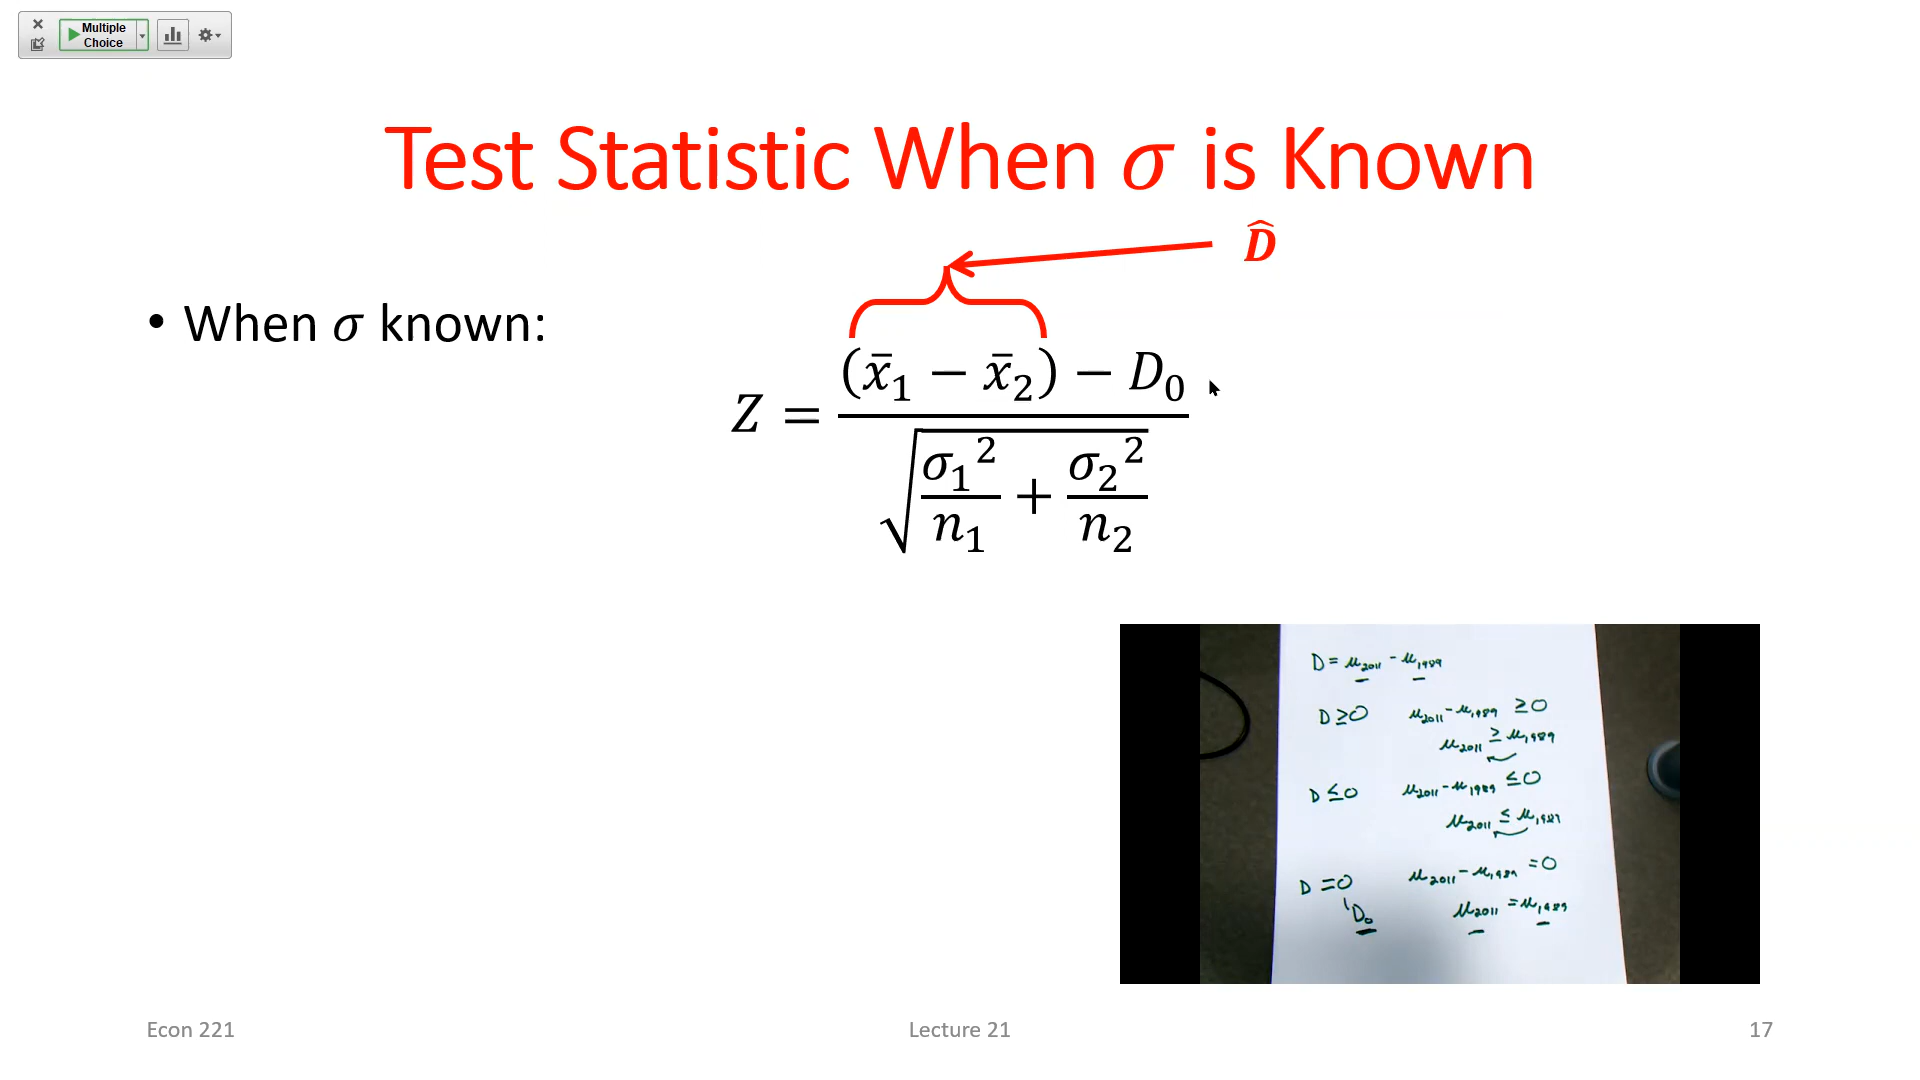 Multiple
Choice
Test Statistic When σ is Known
D̂
• When σ known:
Z = (x̄₁ − x̄₂) − D₀ / √(σ₁²/n₁ + σ₂²/n₂)
D = μ₂₀₁₁ - μ₁₉₈₉
D ≥ 0 μ₂₀₁₁ - μ₁₉₈₉ ≥ 0
μ₂₀₁₁ ≥ μ₁₉₈₉
D ≤ 0 μ₂₀₁₁ - μ₁₉₈₉ ≤ 0
μ₂₀₁₁ ≤ μ₁₉₈₉
D = 0 μ₂₀₁₁ - μ₁₉₈₉ = 0
D₀ μ₂₀₁₁ = μ₁₉₈₉
Econ 221 Lecture 21 17